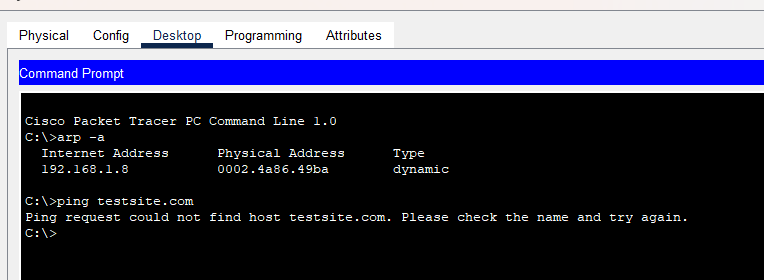 Physical Config Desktop Programming Attributes
Command Prompt
Cisco Packet Tracer PC Command Line 1.0
C:\>arp -a
Internet Address Physical Address Type
192.168.1.8 0002.4a86.49ba dynamic
C:\>ping testsite.com
Ping request could not find host testsite.com. Please check the name and try again.
C:\>